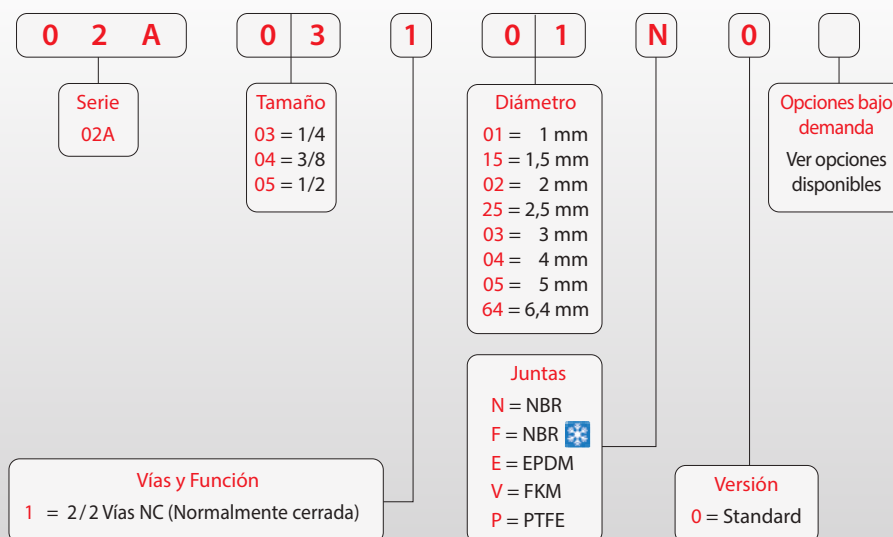 0 2 A 0 3 1 0 1 N 0
Serie
02A
Tamaño
03 = 1/4
04 = 3/8
05 = 1/2
Diámetro
01 = 1 mm
15 = 1,5 mm
02 = 2 mm
25 = 2,5 mm
03 = 3 mm
04 = 4 mm
05 = 5 mm
64 = 6,4 mm
Opciones bajo
demanda
Ver opciones
disponibles
Juntas
N = NBR
F = NBR
E = EPDM
V = FKM
P = PTFE
Vías y Función
1 = 2/2 Vías NC (Normalmente cerrada)
Versión
0 = Standard